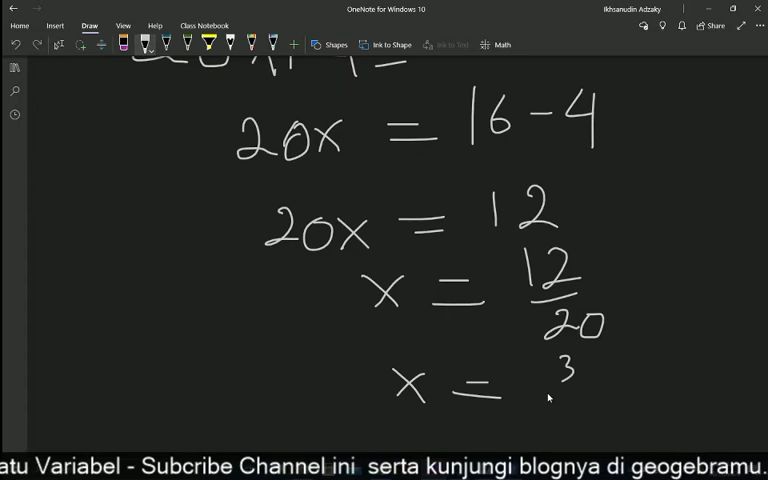 OneNote for Windows 10
Ikhsanudin Adzaky
Home Insert Draw View Help Class Notebook
Share
Shapes Ink to Shape Ink to Text Math
20x = 16 - 4
20x = 12
x = 12/20
x = 3
atu Variabel - Subcribe Channel ini serta kunjungi blognya di geogebramu.